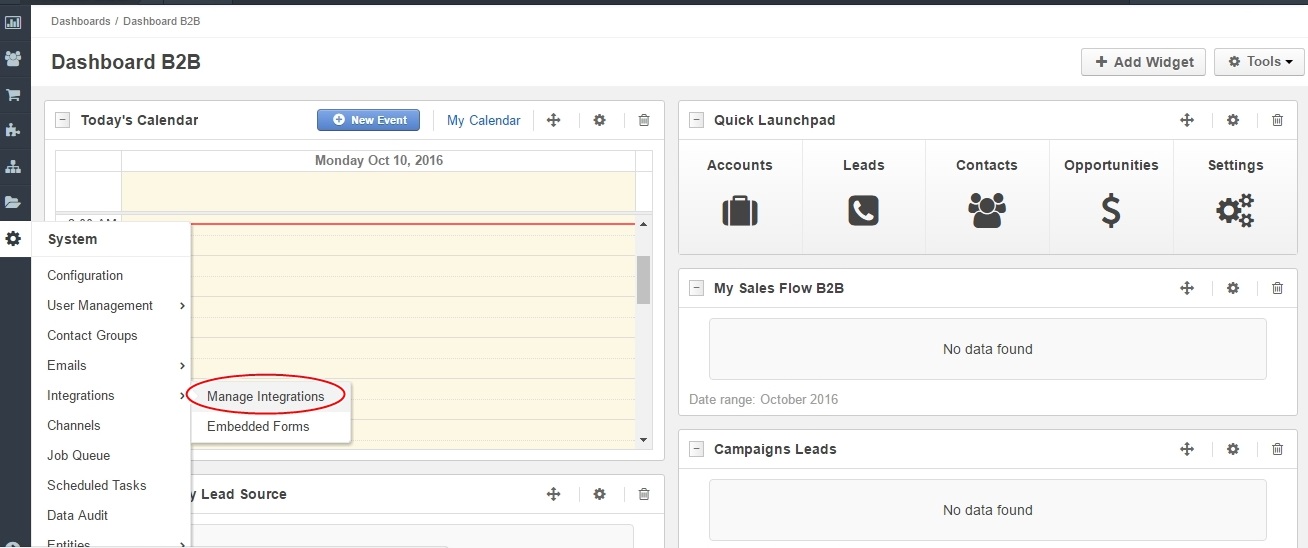 Dashboards / Dashboard B2B
Dashboard B2B
Add Widget
Tools
Today's Calendar
New Event
My Calendar
Monday Oct 10, 2016
System
Configuration
User Management
Contact Groups
Emails
Integrations
Manage Integrations
Embedded Forms
Channels
Job Queue
Scheduled Tasks
Data Audit
Entities
Lead Source
Quick Launchpad
Accounts
Leads
Contacts
Opportunities
Settings
My Sales Flow B2B
No data found
Date range: October 2016
Campaigns Leads
No data found